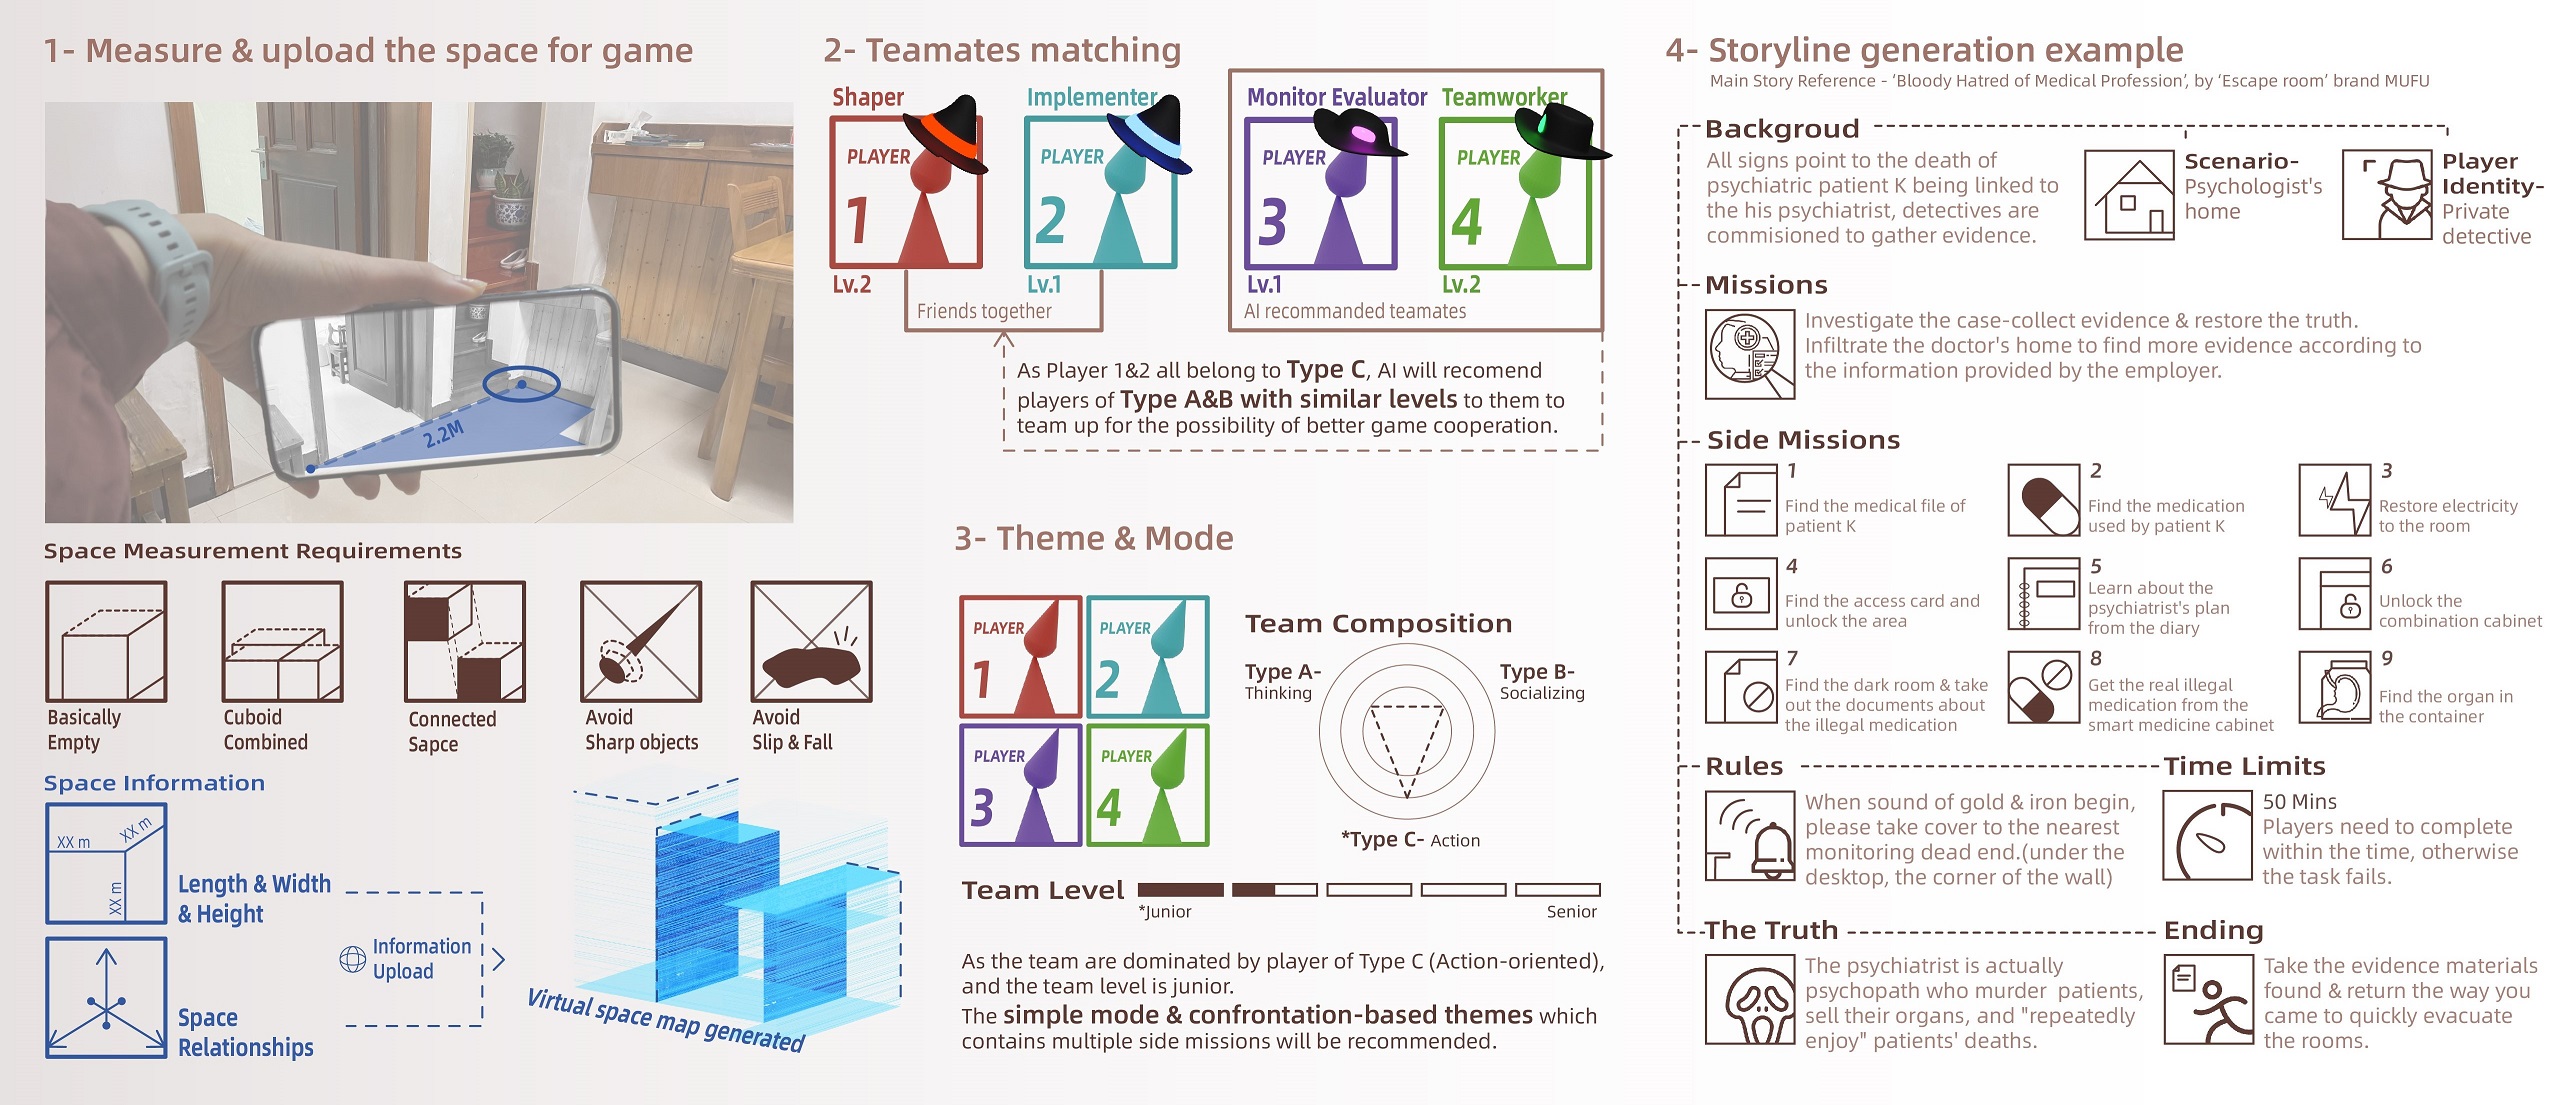 1- Measure & upload the space for game
2.2M
Space Measurement Requirements
Basically
Empty
Cuboid
Combined
Connected
Sapce
Avoid
Sharp objects
Avoid
Slip & Fall
Space Information
XX m
XX m
XX m
Length & Width
& Height
Space
Relationships
Information
Upload
Virtual space map generated
2- Teamates matching
Shaper
PLAYER
1
Lv.2
Implementer
PLAYER
2
Lv.1
Friends together
Monitor Evaluator
PLAYER
3
Lv.1
Teamworker
PLAYER
4
Lv.2
AI recommanded teamates
As Player 1&2 all belong to Type C, AI will recomend
players of Type A&B with similar levels to them to
team up for the possibility of better game cooperation.
3- Theme & Mode
PLAYER
1
PLAYER
2
PLAYER
3
PLAYER
4
Team Composition
Type A-
Thinking
Type B-
Socializing
*Type C- Action
Team Level
*Junior
Senior
As the team are dominated by player of Type C (Action-oriented),
and the team level is junior.
The simple mode & confrontation-based themes which
contains multiple side missions will be recommended.
4- Storyline generation example
Main Story Reference - ‘Bloody Hatred of Medical Profession’, by ‘Escape room’ brand MUFU
Backgroud
All signs point to the death of
psychiatric patient K being linked to
the his psychiatrist, detectives are
commisioned to gather evidence.
Scenario-
Psychologist's
home
Player
Identity-
Private
detective
Missions
Investigate the case-collect evidence & restore the truth.
Infiltrate the doctor's home to find more evidence according to
the information provided by the employer.
Side Missions
1
Find the medical file of
patient K
2
Find the medication
used by patient K
3
Restore electricity
to the room
4
Find the access card and
unlock the area
5
Learn about the
psychiatrist's plan
from the diary
6
Unlock the
combination cabinet
7
Find the dark room & take
out the documents about
the illegal medication
8
Get the real illegal
medication from the
smart medicine cabinet
9
Find the organ in
the container
Rules
When sound of gold & iron begin,
please take cover to the nearest
monitoring dead end.(under the
desktop, the corner of the wall)
Time Limits
50 Mins
Players need to complete
within the time, otherwise
the task fails.
The Truth
The psychiatrist is actually
psychopath who murder patients,
sell their organs, and "repeatedly
enjoy" patients' deaths.
Ending
Take the evidence materials
found & return the way you
came to quickly evacuate
the rooms.